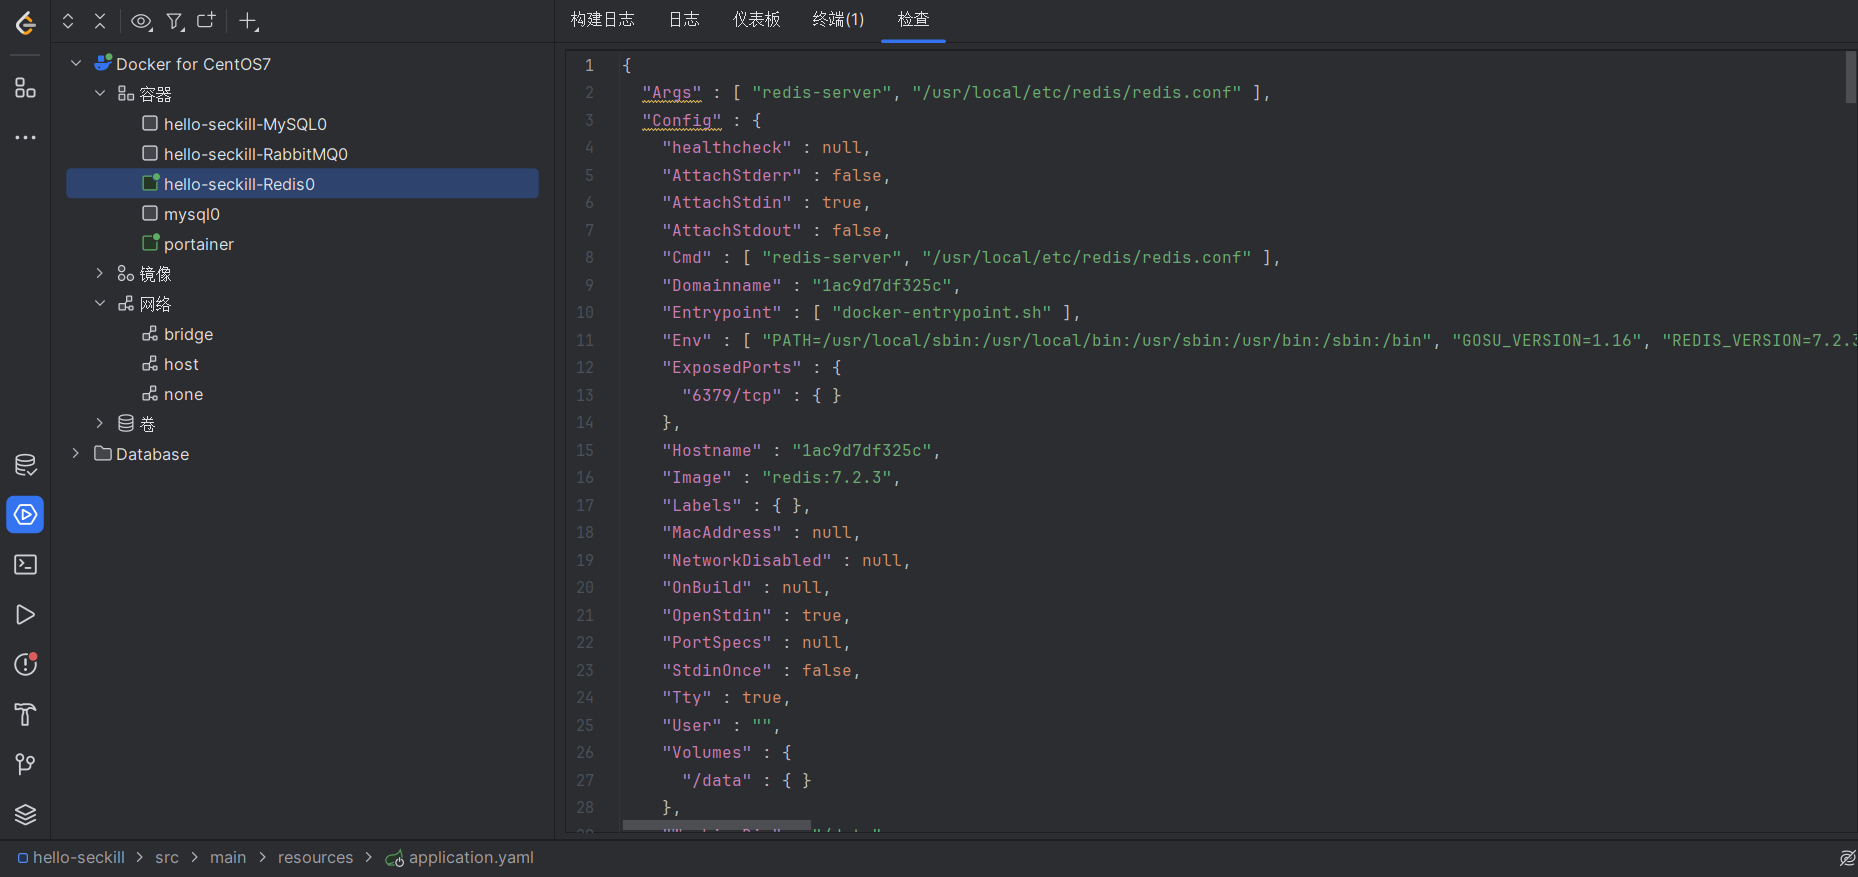 构建日志
日志
仪表板
终端(1)
检查
Docker for CentOS7
容器
hello-seckill-MySQL0
hello-seckill-RabbitMQ0
hello-seckill-Redis0
mysql0
portainer
镜像
网络
bridge
host
none
卷
Database
1 {
2 "Args" : [ "redis-server", "/usr/local/etc/redis/redis.conf" ],
3 "Config" : {
4 "healthcheck" : null,
5 "AttachStderr" : false,
6 "AttachStdin" : true,
7 "AttachStdout" : false,
8 "Cmd" : [ "redis-server", "/usr/local/etc/redis/redis.conf" ],
9 "Domainname" : "1ac9d7df325c",
10 "Entrypoint" : [ "docker-entrypoint.sh" ],
11 "Env" : [ "PATH=/usr/local/sbin:/usr/local/bin:/usr/sbin:/usr/bin:/sbin:/bin", "GOSU_VERSION=1.16", "REDIS_VERSION=7.2.3
12 "ExposedPorts" : {
13 "6379/tcp" : { }
14 },
15 "Hostname" : "1ac9d7df325c",
16 "Image" : "redis:7.2.3",
17 "Labels" : { },
18 "MacAddress" : null,
19 "NetworkDisabled" : null,
20 "OnBuild" : null,
21 "OpenStdin" : true,
22 "PortSpecs" : null,
23 "StdinOnce" : false,
24 "Tty" : true,
25 "User" : "",
26 "Volumes" : {
27 "/data" : { }
28 },
hello-seckill > src > main > resources > application.yaml